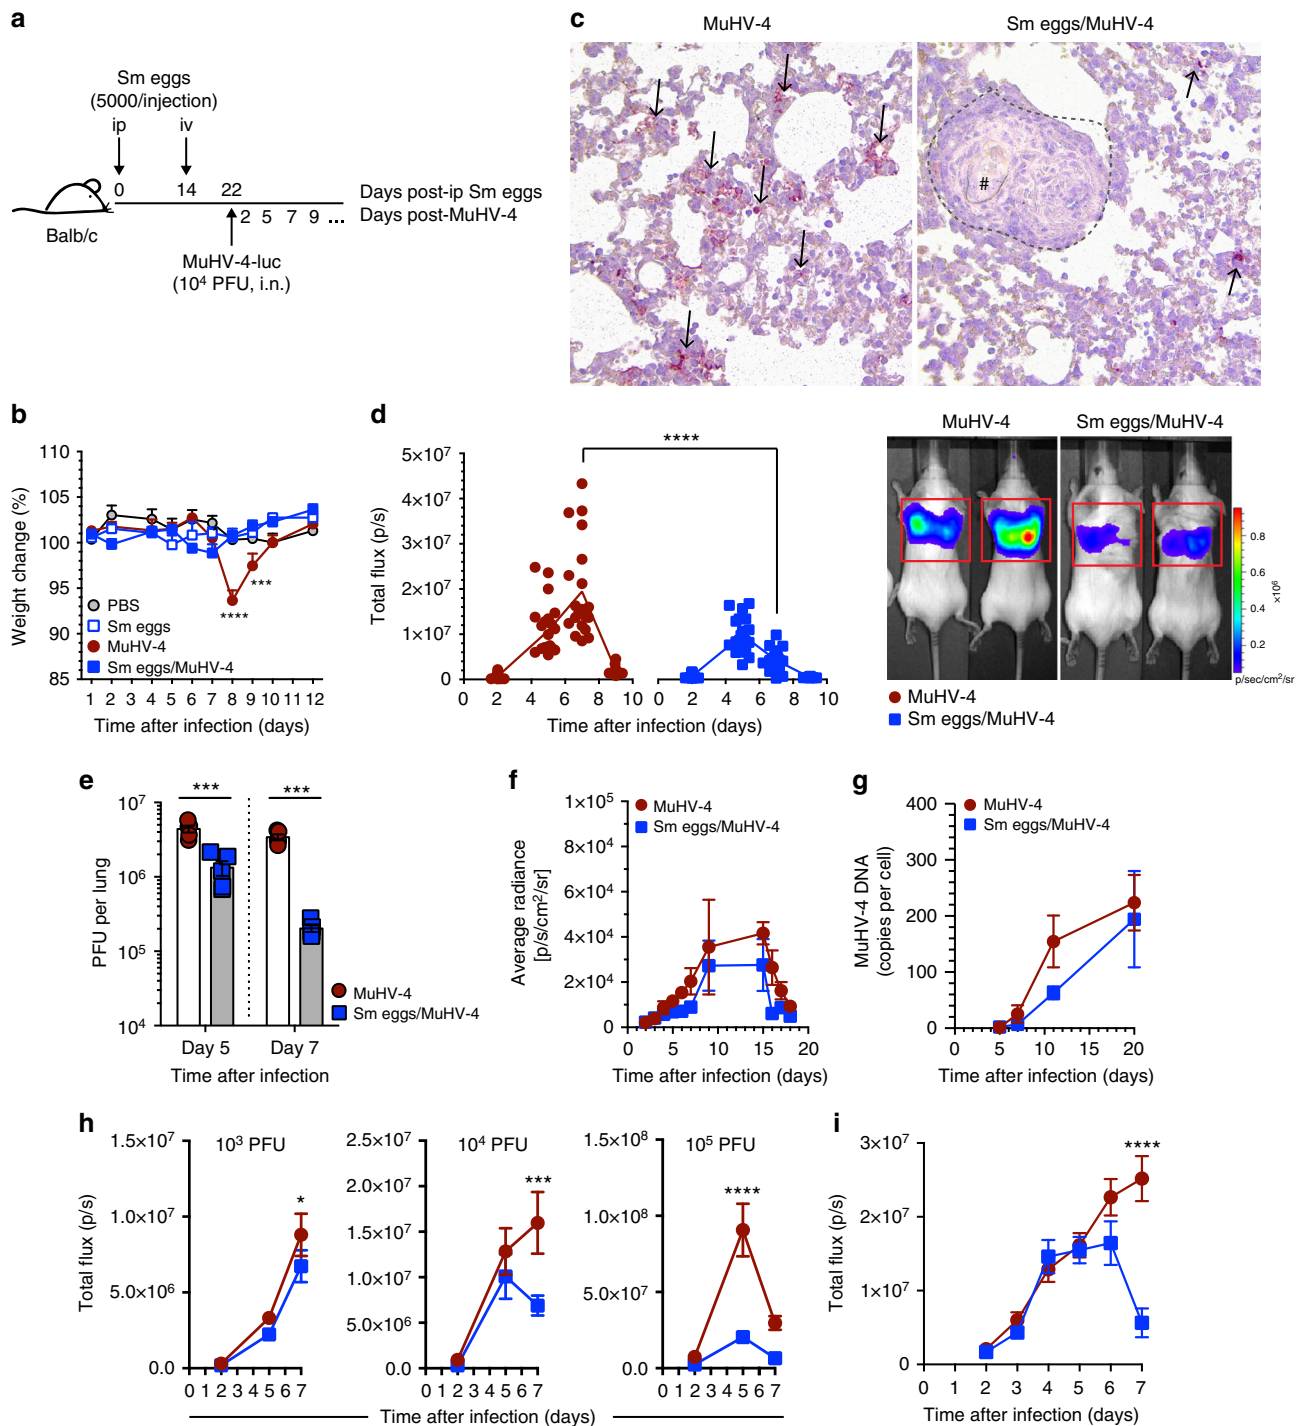 a
Sm eggs
(5000/injection)
ip iv
0 14 22 Days post-ip Sm eggs
2 5 7 9 ... Days post-MuHV-4
Balb/c
MuHV-4-luc
(10⁴ PFU, i.n.)
c
MuHV-4 Sm eggs/MuHV-4
#
b
Weight change (%)
110
105
100
95
90
85
PBS
Sm eggs
MuHV-4
Sm eggs/MuHV-4
****
***
1 2 3 4 5 6 7 8 9 10 11 12
Time after infection (days)
d
****
Total flux (p/s)
5×10⁷
4×10⁷
3×10⁷
2×10⁷
1×10⁷
0
0 2 4 6 8 10 0 2 4 6 8 10
Time after infection (days) Time after infection (days)
MuHV-4 Sm eggs/MuHV-4
0.8
0.6
0.4
0.2
×10⁶
p/sec/cm²/sr
MuHV-4
Sm eggs/MuHV-4
e
*** ***
PFU per lung
10⁷
10⁶
10⁵
10⁴
MuHV-4
Sm eggs/MuHV-4
Day 5 Day 7
Time after infection
f
MuHV-4
Sm eggs/MuHV-4
Average radiance
[p/s/cm²/sr]
1×10⁵
8×10⁴
6×10⁴
4×10⁴
2×10⁴
0
0 5 10 15 20
Time after infection (days)
g
MuHV-4
Sm eggs/MuHV-4
MuHV-4 DNA
(copies per cell)
400
300
200
100
0
0 5 10 15 20
Time after infection (days)
h
10³ PFU
Total flux (p/s)
1.5×10⁷
1.0×10⁷
5.0×10⁶
0.0
*
0 1 2 3 4 5 6 7
10⁴ PFU
2.5×10⁷
2.0×10⁷
1.5×10⁷
1.0×10⁷
5.0×10⁶
0.0
***
0 1 2 3 4 5 6 7
10⁵ PFU
1.5×10⁸
1.0×10⁸
5.0×10⁷
0.0
****
0 1 2 3 4 5 6 7
Time after infection (days)
i
****
Total flux (p/s)
3×10⁷
2×10⁷
1×10⁷
0
0 1 2 3 4 5 6 7
Time after infection (days)